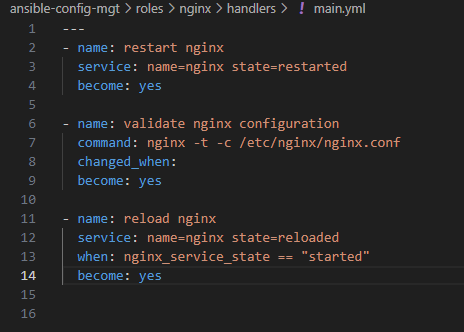 ansible-config-mgt > roles > nginx > handlers > ! main.yml
1 ---
2 - name: restart nginx
3   service: name=nginx state=restarted
4   become: yes
5
6 - name: validate nginx configuration
7   command: nginx -t -c /etc/nginx/nginx.conf
8   changed_when:
9   become: yes
10
11 - name: reload nginx
12   service: name=nginx state=reloaded
13   when: nginx_service_state == "started"
14   become: yes
15
16